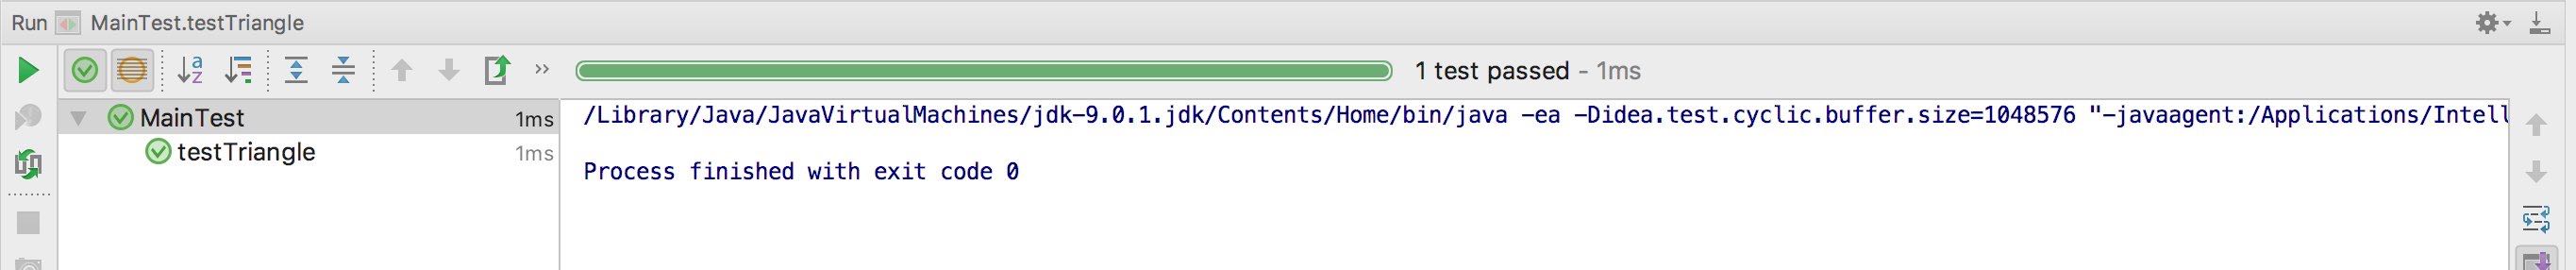 Run MainTest.testTriangle
1 test passed - 1ms
MainTest 1ms
testTriangle 1ms
/Library/Java/JavaVirtualMachines/jdk-9.0.1.jdk/Contents/Home/bin/java -ea -Didea.test.cyclic.buffer.size=1048576 "-javaagent:/Applications/Intell
Process finished with exit code 0